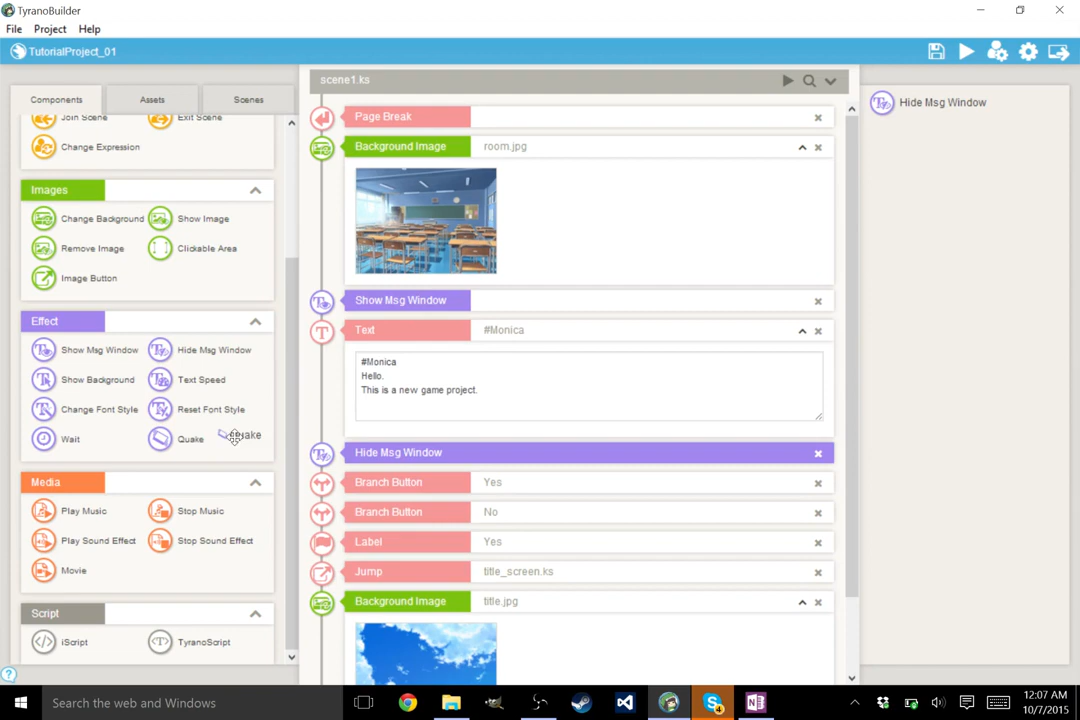 TyranoBuilder
File Project Help
TutorialProject_01
Components Assets Scenes
Join Scene Exit Scene
Change Expression
Images
Change Background Show Image
Remove Image Clickable Area
Image Button
Effect
Show Msg Window Hide Msg Window
Show Background Text Speed
Change Font Style Reset Font Style
Wait Quake Quake
Media
Play Music Stop Music
Play Sound Effect Stop Sound Effect
Movie
Script
iScript TyranoScript
scene1.ks
Page Break
Background Image room.jpg
Show Msg Window
Text #Monica
#Monica
Hello.
This is a new game project.
Hide Msg Window
Branch Button Yes
Branch Button No
Label Yes
Jump title_screen.ks
Background Image title.jpg
Hide Msg Window
Search the web and Windows
4
12:07 AM
10/7/2015